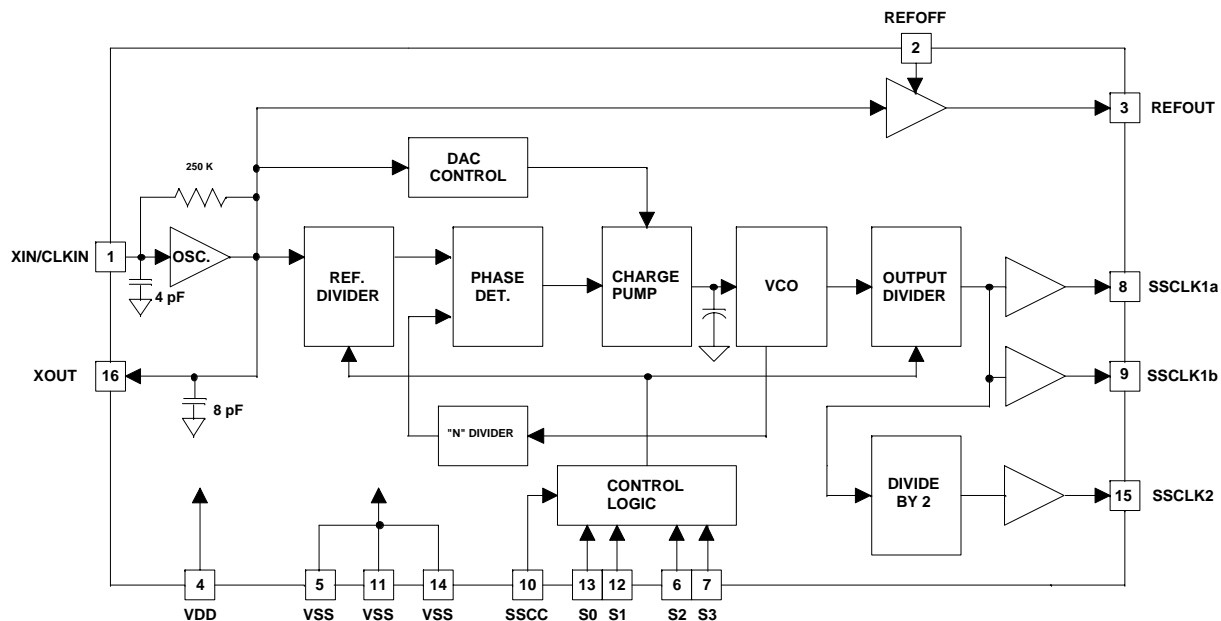 REFOFF
2
3
REFOUT
250 K
DAC
CONTROL
XIN/CLKIN
1
OSC.
4 pF
REF.
DIVIDER
PHASE
DET.
CHARGE
PUMP
VCO
OUTPUT
DIVIDER
8
SSCLK1a
XOUT
16
8 pF
9
SSCLK1b
"N" DIVIDER
CONTROL
LOGIC
DIVIDE
BY 2
15
SSCLK2
4
5
11
14
10
13
12
6
7
VDD
VSS
VSS
VSS
SSCC
S0
S1
S2
S3